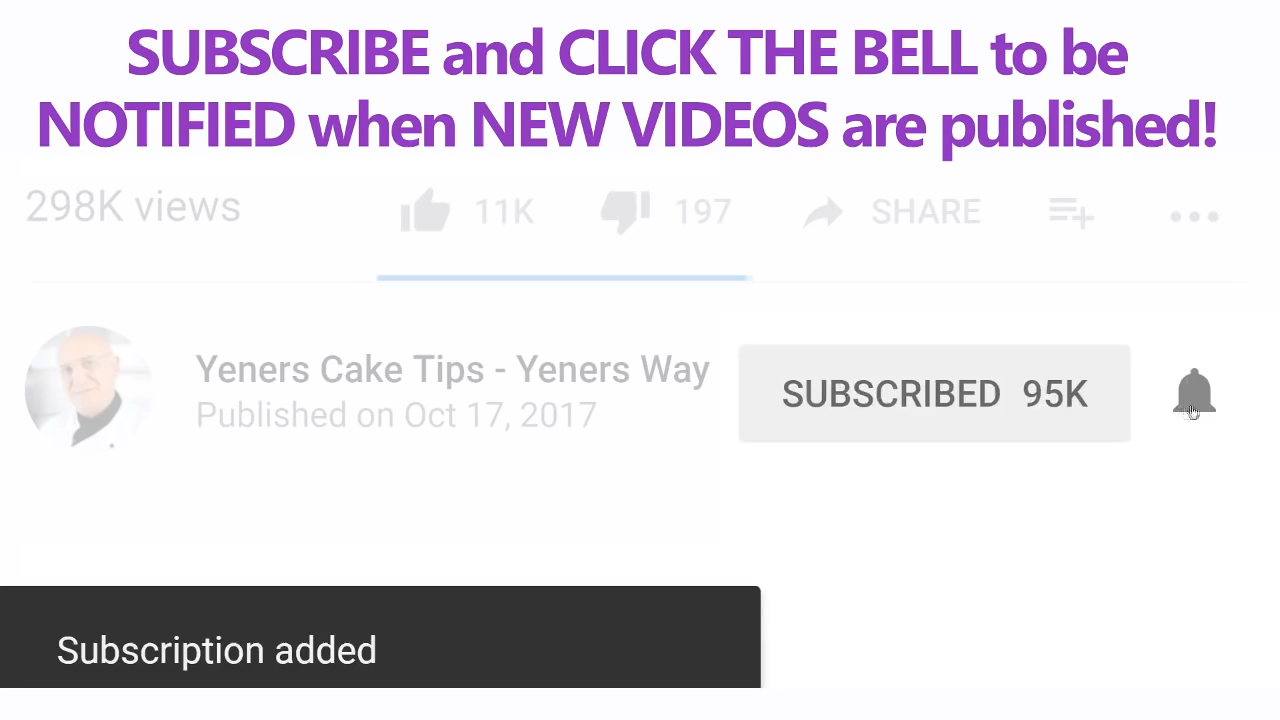 SUBSCRIBE and CLICK THE BELL to be
NOTIFIED when NEW VIDEOS are published!
298K views 11K 197 SHARE
Yeners Cake Tips - Yeners Way
Published on Oct 17, 2017
SUBSCRIBED 95K
Subscription added